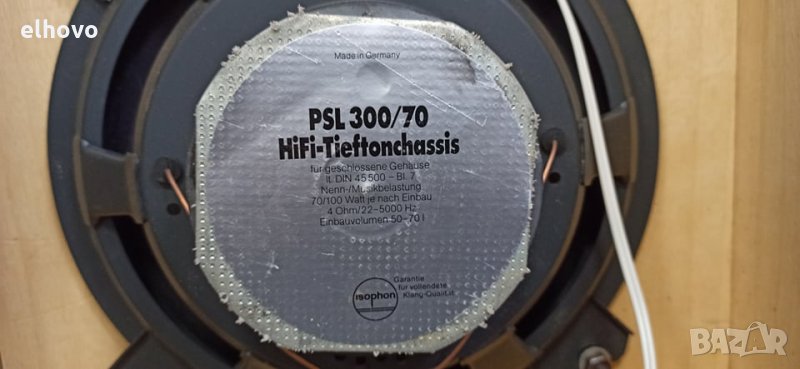 elhovo
Made in Germany
PSL 300/70
HiFi-Tieftonchassis
für geschlossene Gehäuse
lt. DIN 45500 – Bl. 7
Nenn-/Musikbelastung
70/100 Watt je nach Einbau
4 Ohm/22–5000 Hz
Einbauvolumen 50–70 l
isophon
Garantie
für vollendete
Klang-Qualität
BAZAR